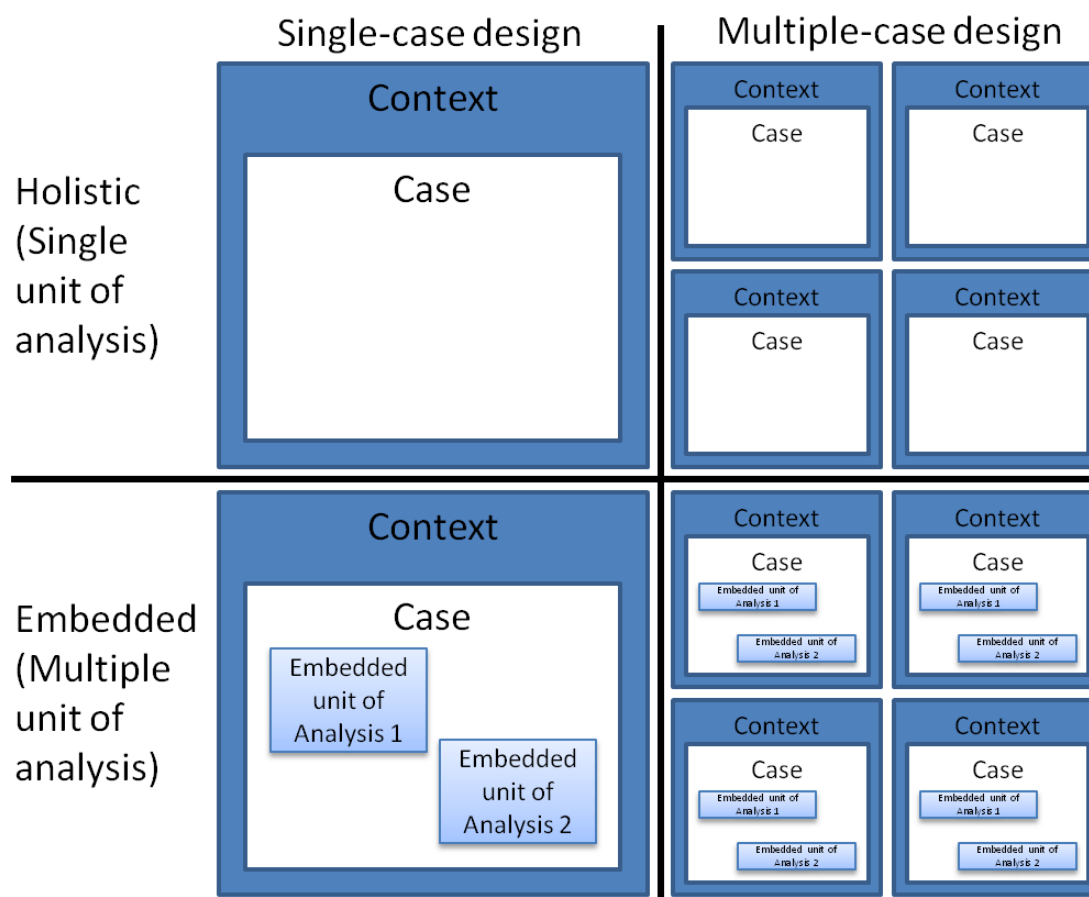 Single-case design
Multiple-case design
Holistic
(Single
unit of
analysis)
Context
Case
Context
Case
Context
Case
Context
Case
Context
Case
Embedded
(Multiple
unit of
analysis)
Context
Case
Embedded
unit of
Analysis 1
Embedded
unit of
Analysis 2
Context
Case
Embedded unit of
Analysis 1
Embedded unit of
Analysis 2
Context
Case
Embedded unit of
Analysis 1
Embedded unit of
Analysis 2
Context
Case
Embedded unit of
Analysis 1
Embedded unit of
Analysis 2
Context
Case
Embedded unit of
Analysis 1
Embedded unit of
Analysis 2